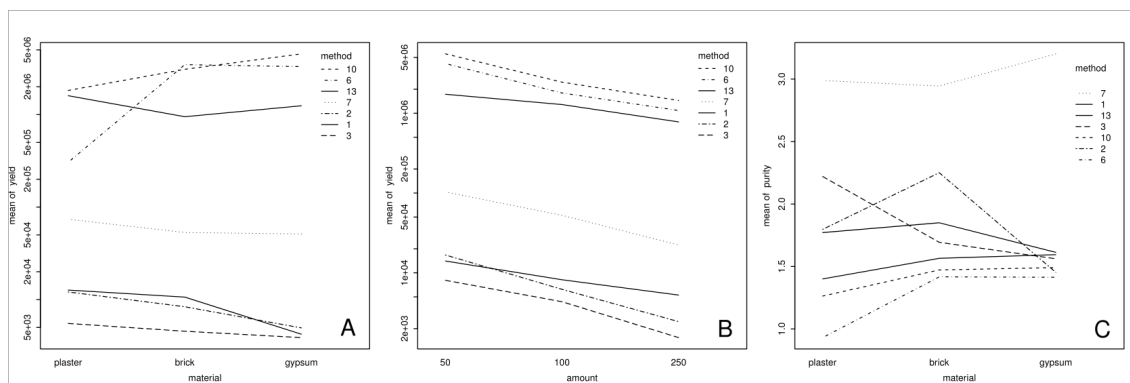 mean of yield
5e+06
2e+06
5e+05
2e+05
5e+04
2e+04
5e+03
method
10
6
13
7
2
1
3
A
plaster
brick
gypsum
material
mean of yield
5e+06
1e+06
2e+05
5e+04
1e+04
2e+03
method
10
6
13
7
1
2
3
B
50
100
250
amount
mean of purity
3.0
2.5
2.0
1.5
1.0
method
7
1
13
3
10
2
6
C
plaster
brick
gypsum
material